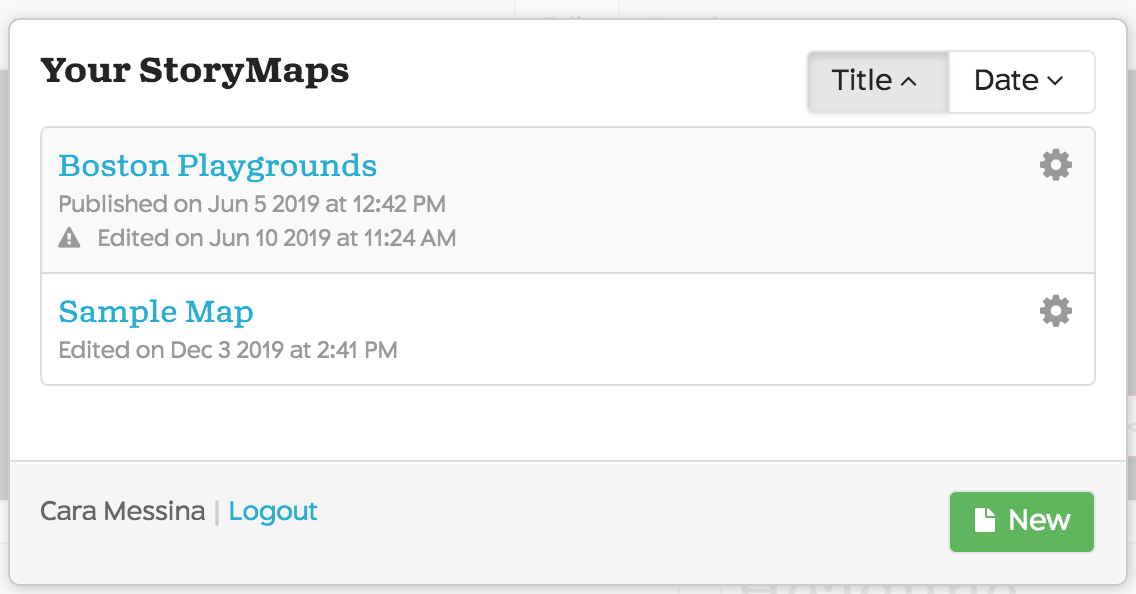 Your StoryMaps
Title
Date
Boston Playgrounds
Published on Jun 5 2019 at 12:42 PM
Edited on Jun 10 2019 at 11:24 AM
Sample Map
Edited on Dec 3 2019 at 2:41 PM
Cara Messina | Logout
New
Headline